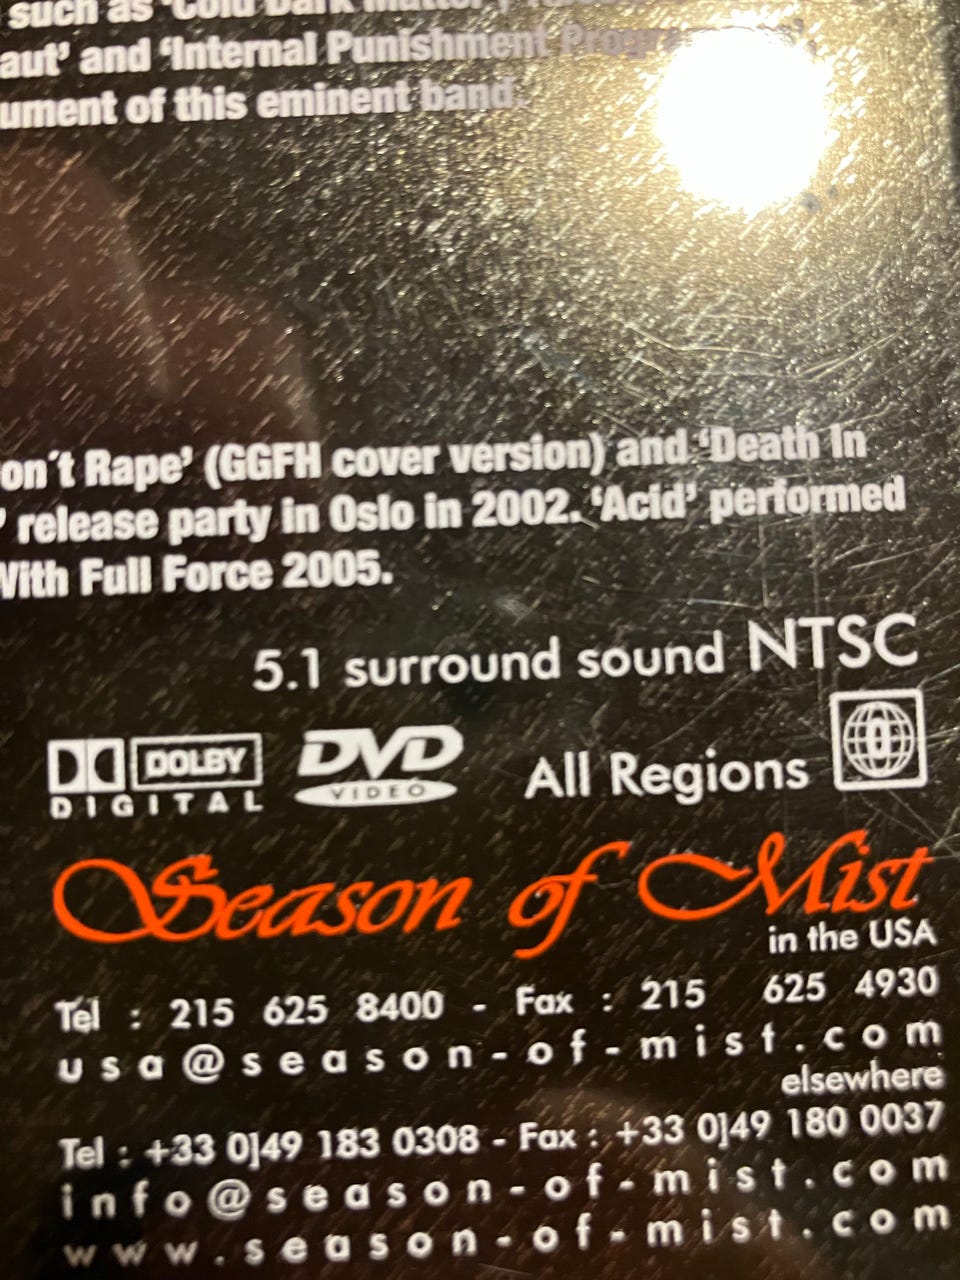 such as ‘Cold Dark Matter’,
aut’ and ‘Internal Punishment
ument of this eminent band.
on´t Rape’ (GGFH cover version) and ‘Death In
’ release party in Oslo in 2002. ‘Acid’ performed
With Full Force 2005.
5.1 surround sound NTSC
DOLBY
DIGITAL
DVD
VIDEO
All Regions
0
Season of Mist
in the USA
Tel : 215 625 8400 - Fax : 215 625 4930
usa@season-of-mist.com
elsewhere
Tel : +33 0]49 183 0308 - Fax : +33 0]49 180 0037
info@season-of-mist.com
www.season-of-mist.com